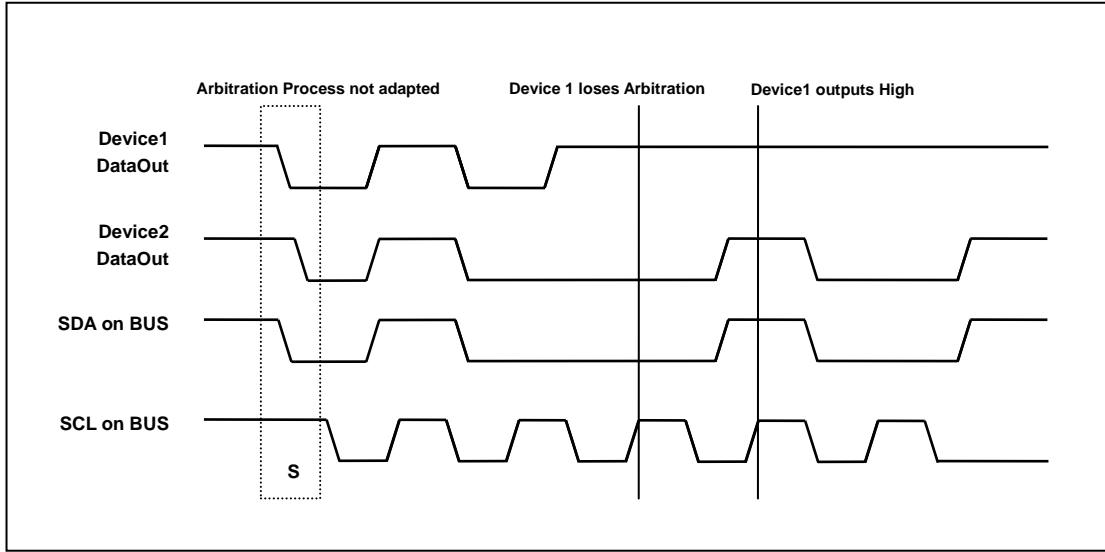 Arbitration Process not adapted
Device 1 loses Arbitration
Device1 outputs High
Device1
DataOut
Device2
DataOut
SDA on BUS
SCL on BUS
S